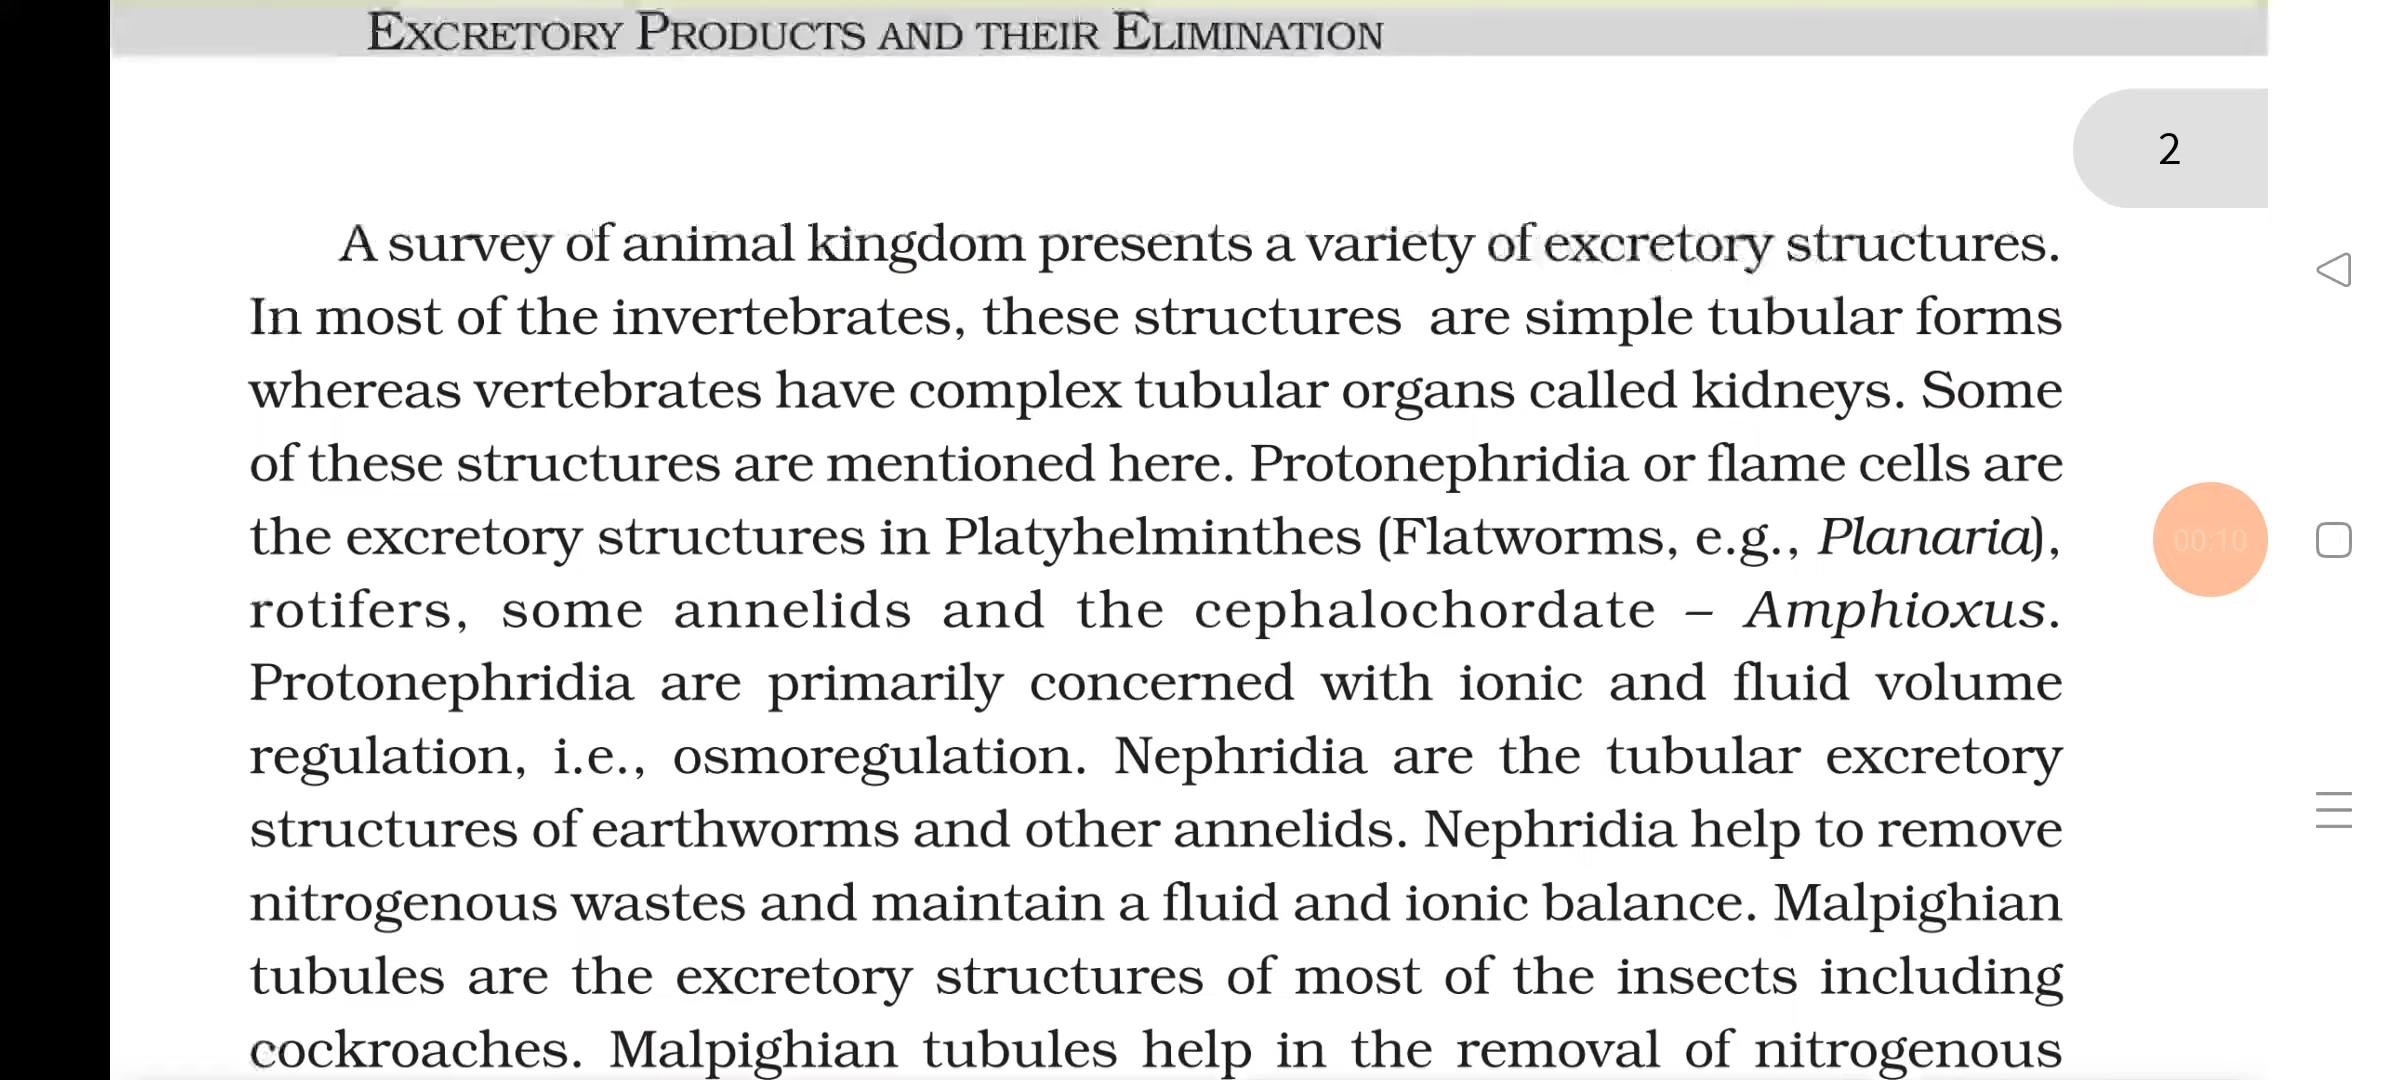 EXCRETORY PRODUCTS AND THEIR ELIMINATION
2
A survey of animal kingdom presents a variety of excretory structures.
In most of the invertebrates, these structures are simple tubular forms
whereas vertebrates have complex tubular organs called kidneys. Some
of these structures are mentioned here. Protonephridia or flame cells are
the excretory structures in Platyhelminthes (Flatworms, e.g., Planaria),
rotifers, some annelids and the cephalochordate – Amphioxus.
Protonephridia are primarily concerned with ionic and fluid volume
regulation, i.e., osmoregulation. Nephridia are the tubular excretory
structures of earthworms and other annelids. Nephridia help to remove
nitrogenous wastes and maintain a fluid and ionic balance. Malpighian
tubules are the excretory structures of most of the insects including
cockroaches. Malpighian tubules help in the removal of nitrogenous
00:10